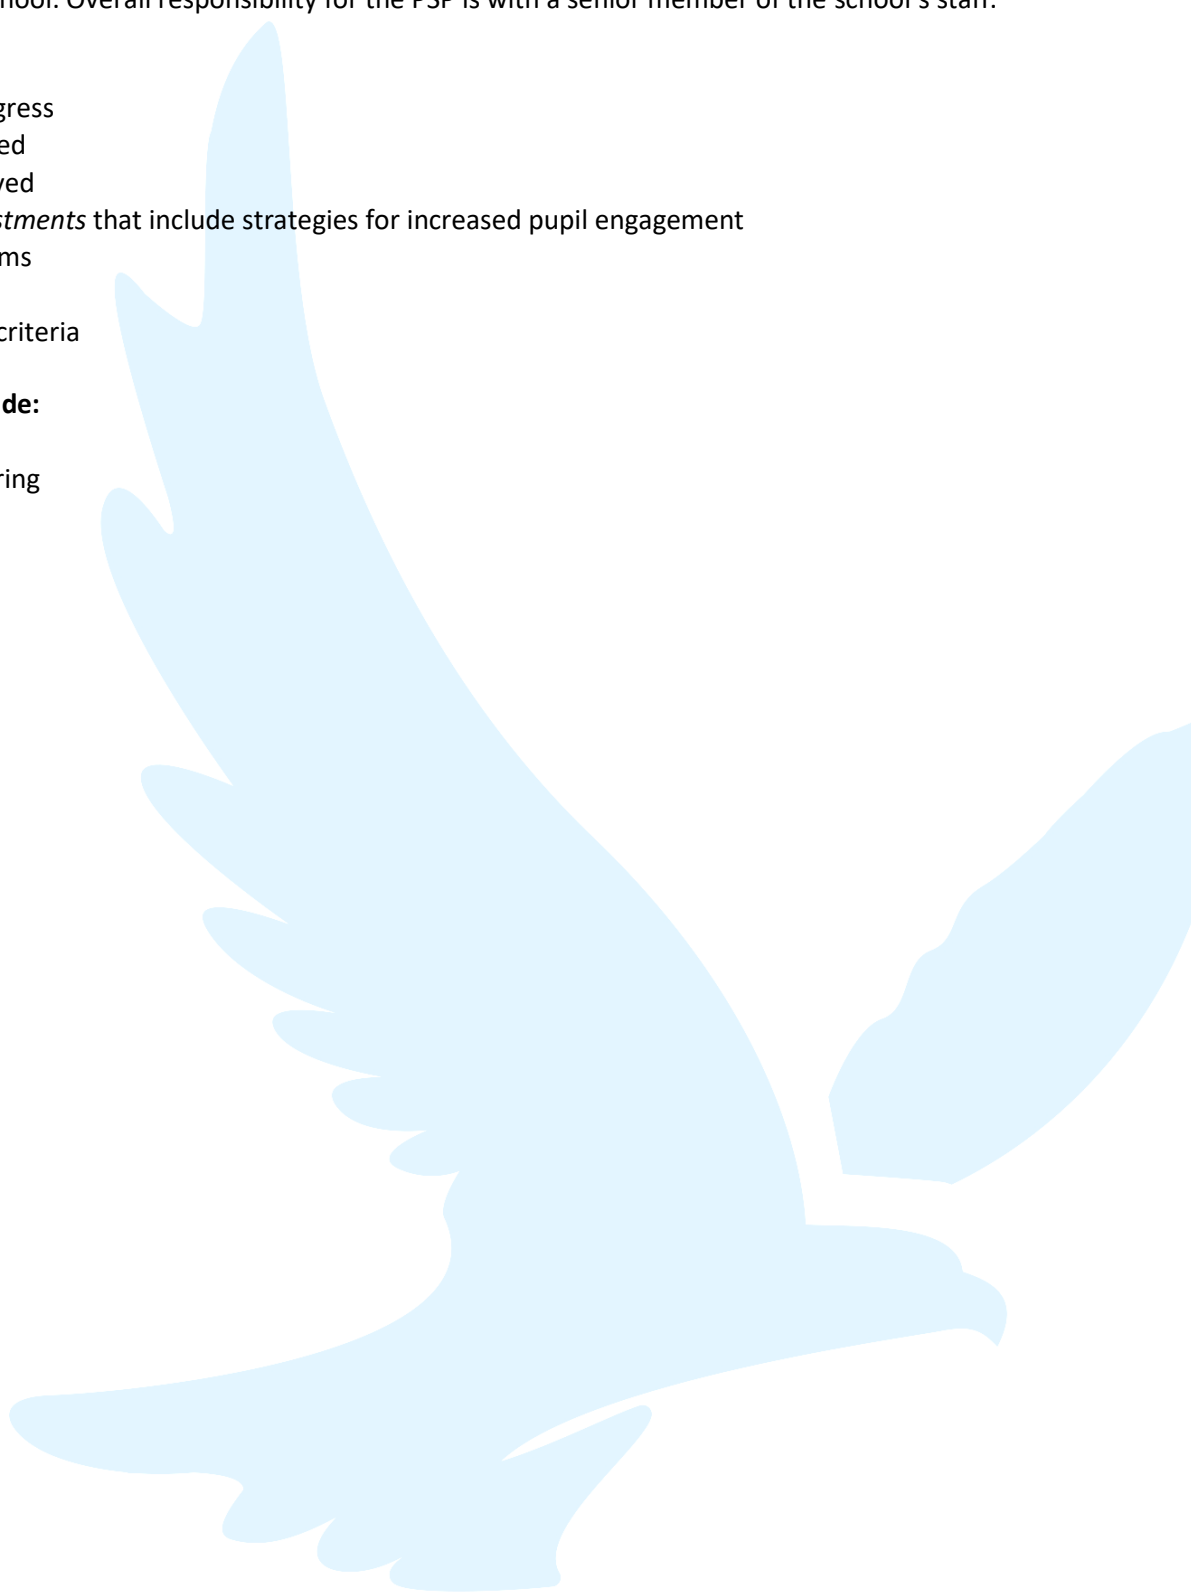 hool. Overall responsibility for the PSP is with a senior member of the school's staff.
gress
ed
ved
stments that include strategies for increased pupil engagement
ms
criteria
de:
ring